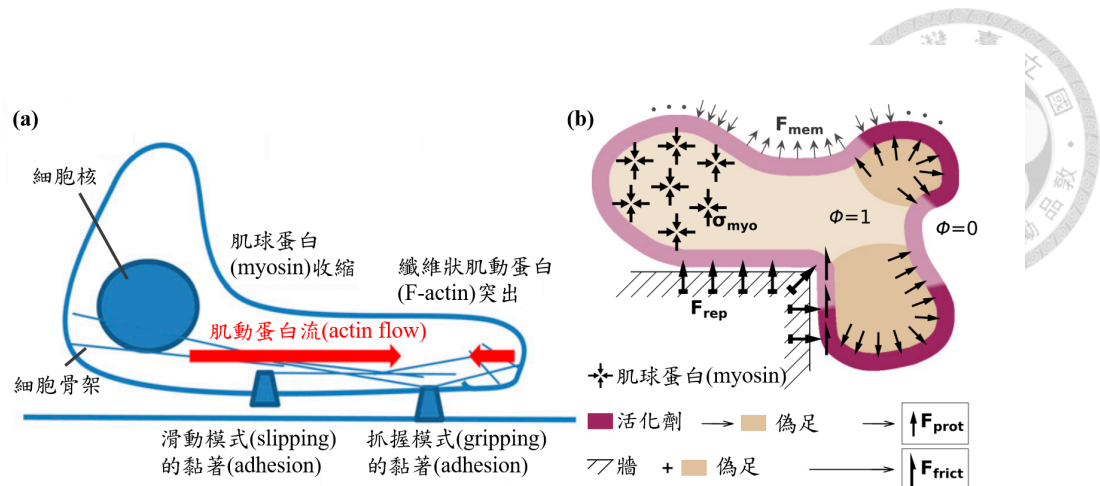 (a)
細胞核
肌球蛋白
(myosin)收縮
纖維狀肌動蛋白
(F-actin)突出
肌動蛋白流(actin flow)
細胞骨架
滑動模式(slipping)
的黏著(adhesion)
抓握模式(gripping)
的黏著(adhesion)
(b)
F_mem
σ_myo
Φ=1
Φ=0
F_rep
肌球蛋白(myosin)
活化劑
偽足
F_prot
牆
+
偽足
F_frict